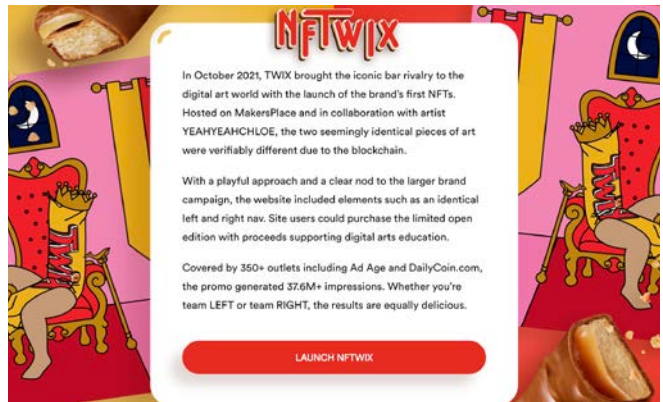 NFTWIX
In October 2021, TWIX brought the iconic bar rivalry to the
digital art world with the launch of the brand's first NFTs.
Hosted on MakersPlace and in collaboration with artist
YEAHYEAHCHLOE, the two seemingly identical pieces of art
were verifiably different due to the blockchain.
With a playful approach and a clear nod to the larger brand
campaign, the website included elements such as an identical
left and right nav. Site users could purchase the limited open
edition with proceeds supporting digital arts education.
Covered by 350+ outlets including Ad Age and DailyCoin.com,
the promo generated 37.6M+ impressions. Whether you're
team LEFT or team RIGHT, the results are equally delicious.
LAUNCH NFTWIX
TWIX
TWIX